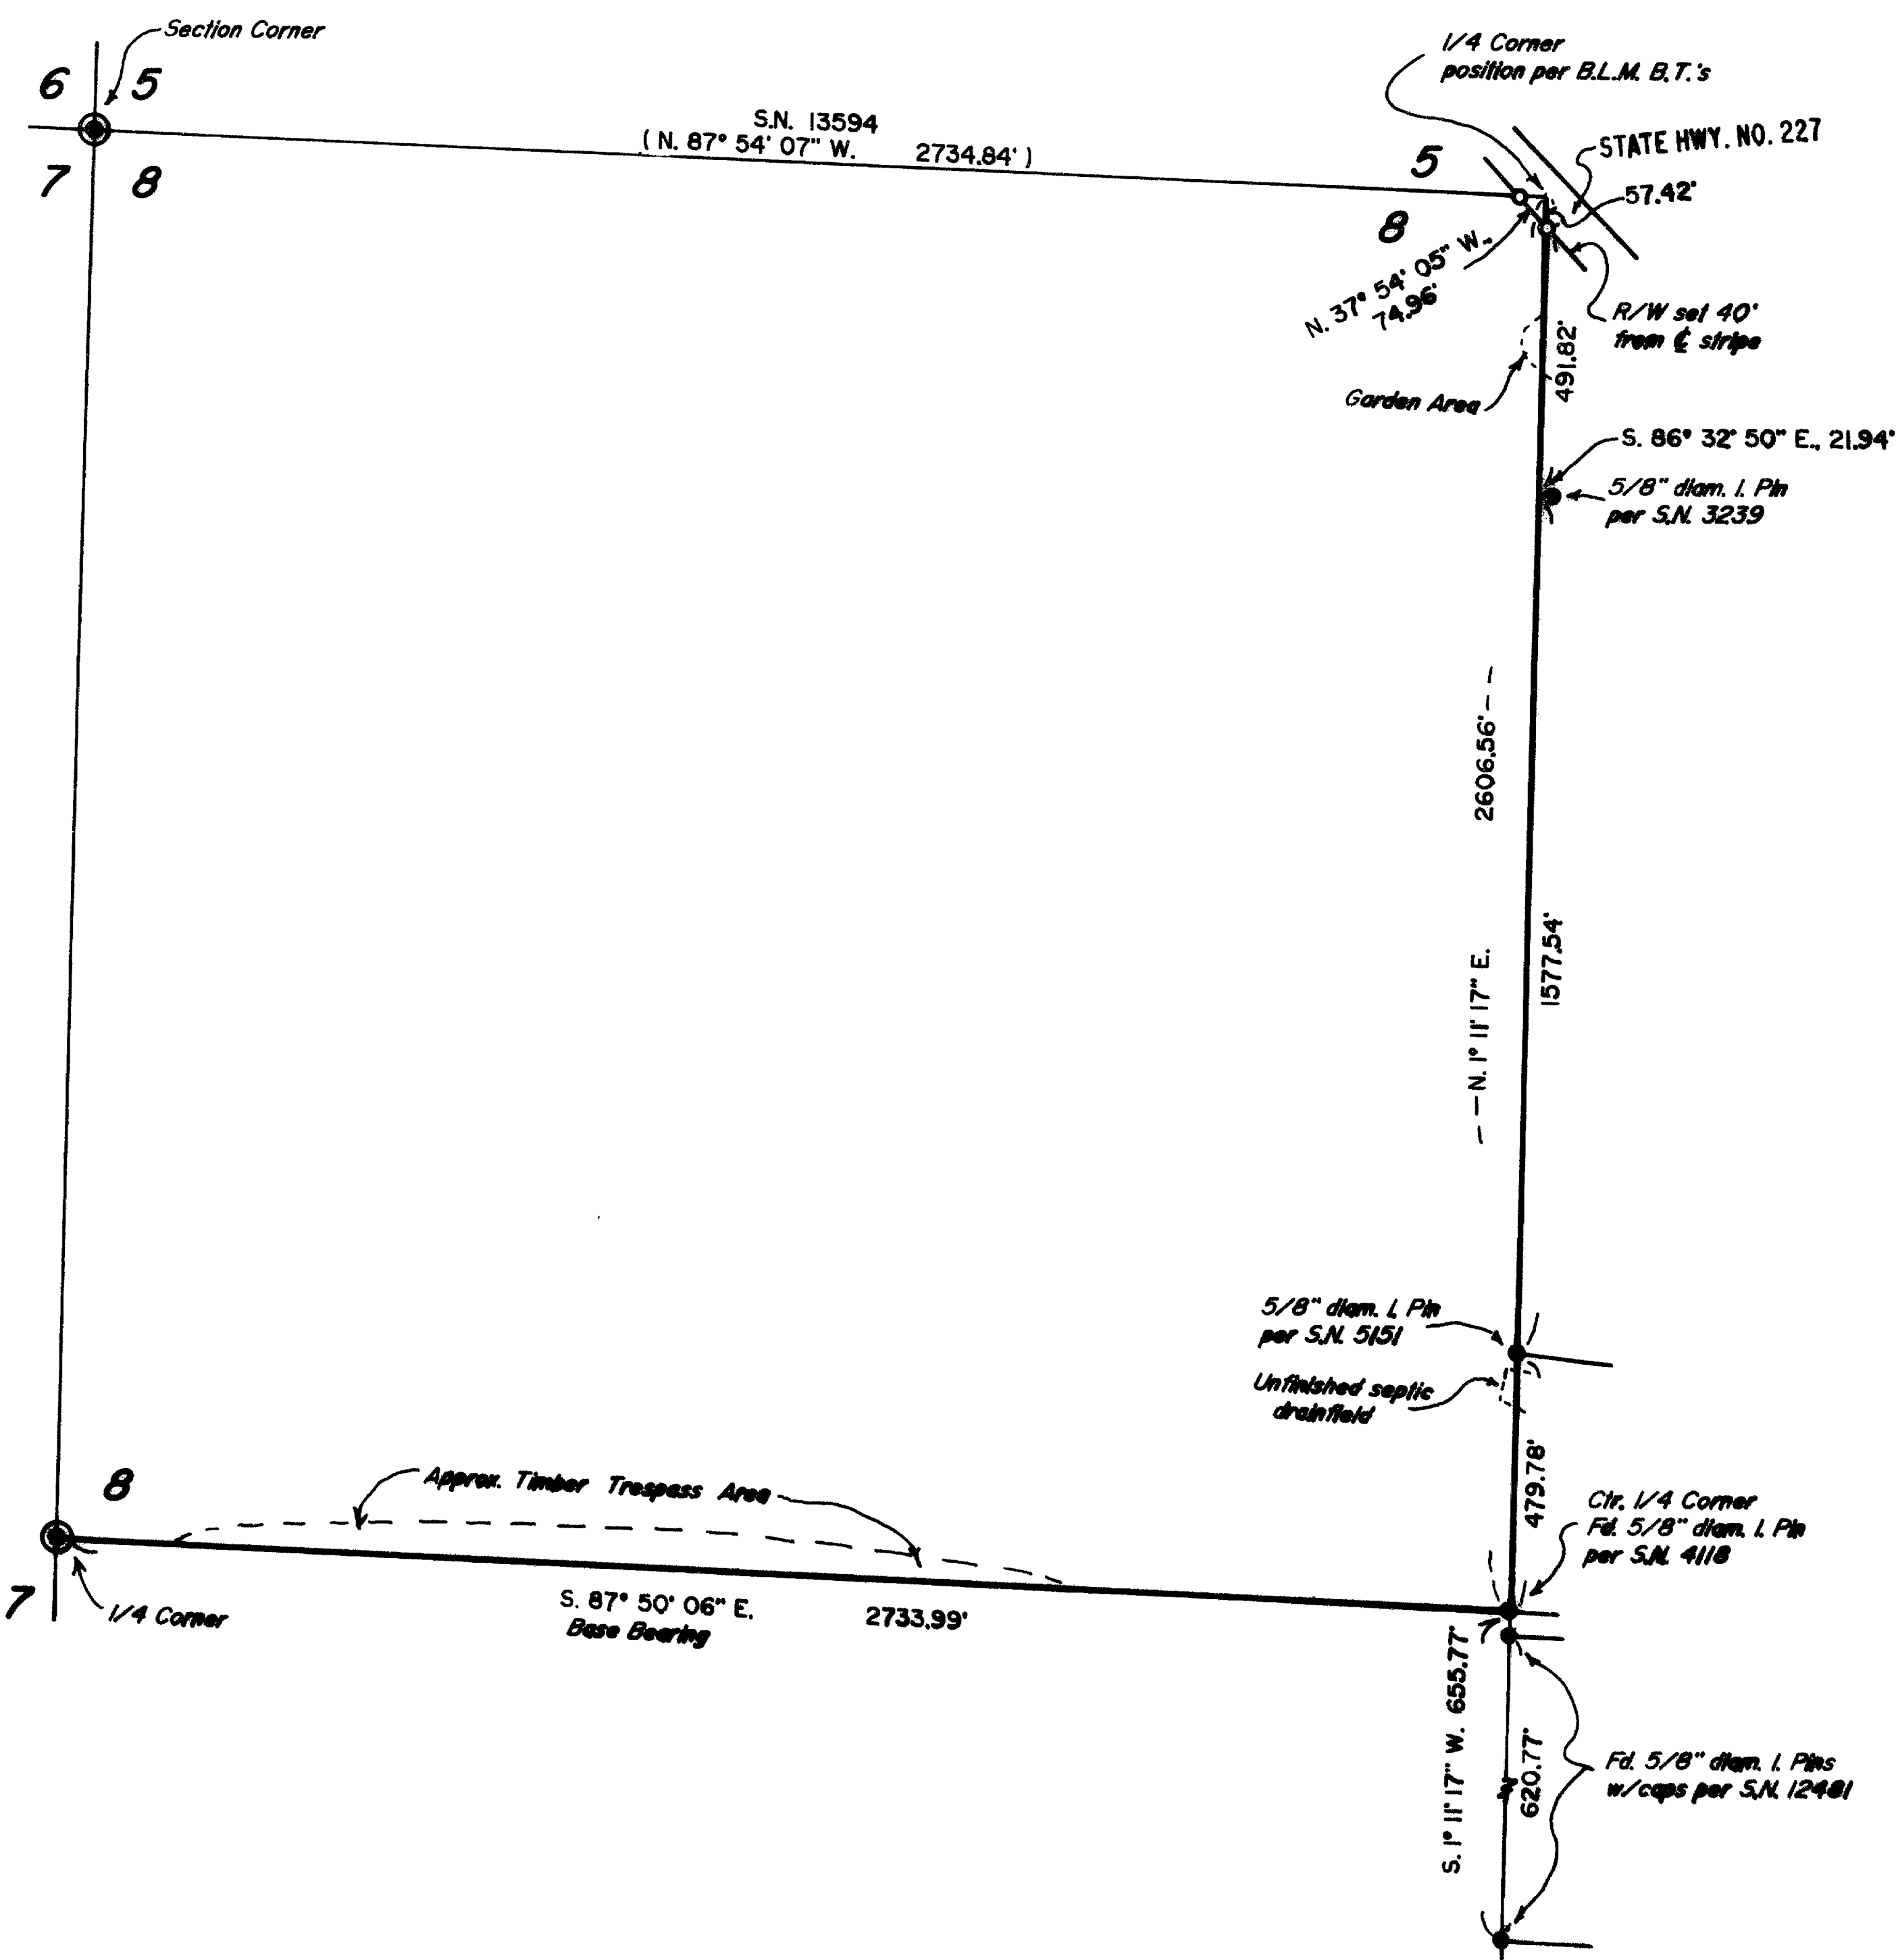 Section Corner
1/4 Corner
position per B.L.M. B.T.'s
6 5
7 8
S.N. 13594
( N. 87° 54' 07" W. 2734.84' )
STATE HWY. NO. 227
5
8
57.42'
N. 37° 54' 05" W.,
74.96'
R/W set 40'
from ℄ stripe
491.82'
Garden Area
S. 86° 32' 50" E., 21.94'
5/8" diam. I. Pin
per S.N. 3239
2606.56'
N. 1° 11' 17" E.
1577.54'
5/8" diam. I. Pin
per S.N. 5151
Unfinished septic
drainfield
479.78'
8
Approx. Timber Trespass Area
Ctr. 1/4 Corner
Fd. 5/8" diam. I. Pin
per S.N. 4118
7
1/4 Corner
S. 87° 50' 06" E. 2733.99'
Base Bearing
S. 1° 11' 17" W. 655.77'
620.77'
Fd. 5/8" diam. I. Pins
w/caps per S.N. 12481